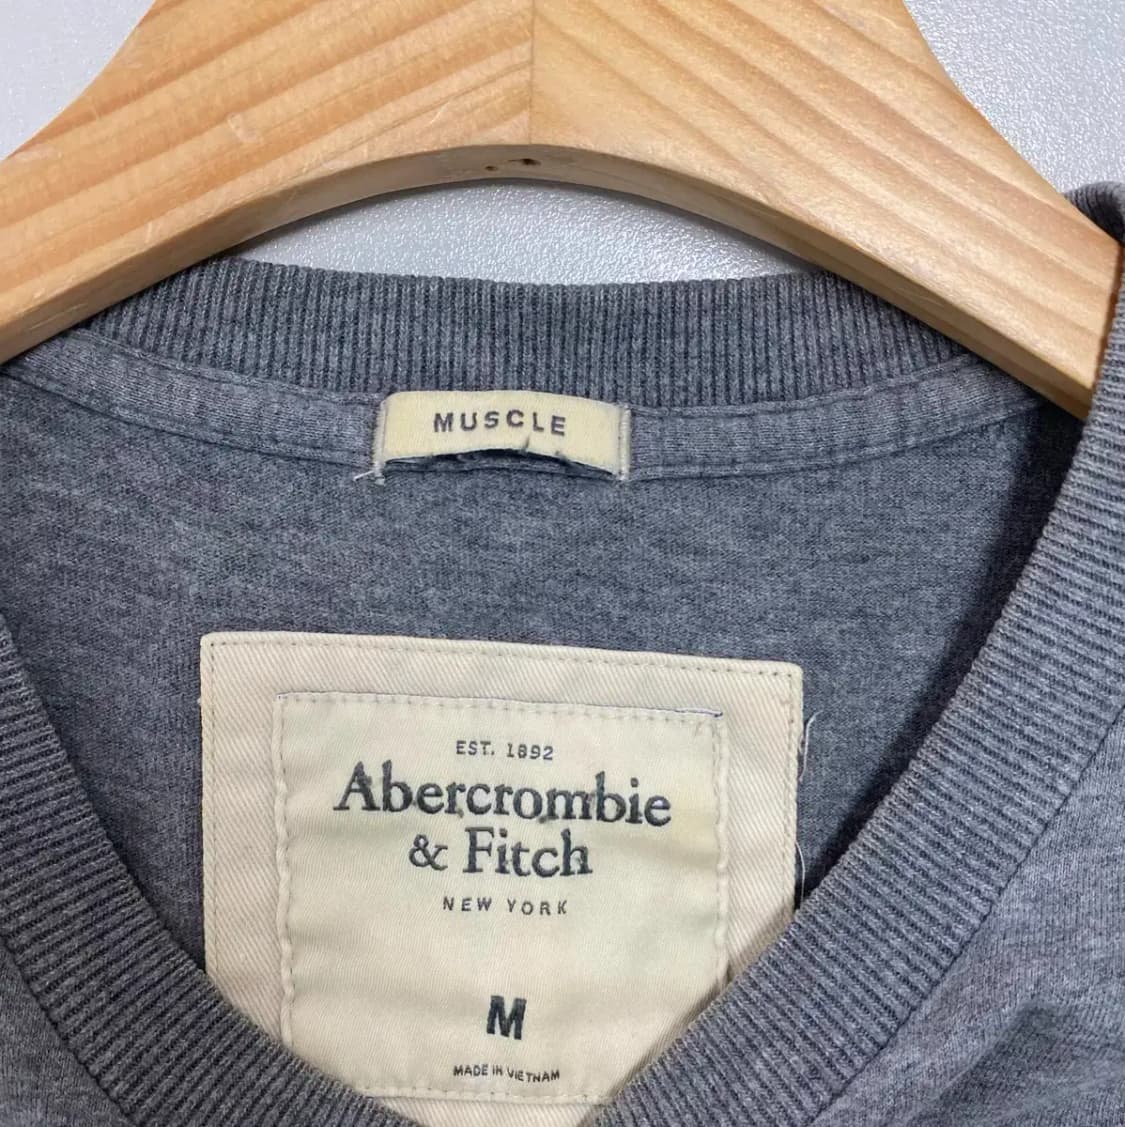 MUSCLE
EST. 1892
Abercrombie
& Fitch
NEW YORK
M
MADE IN VIETNAM